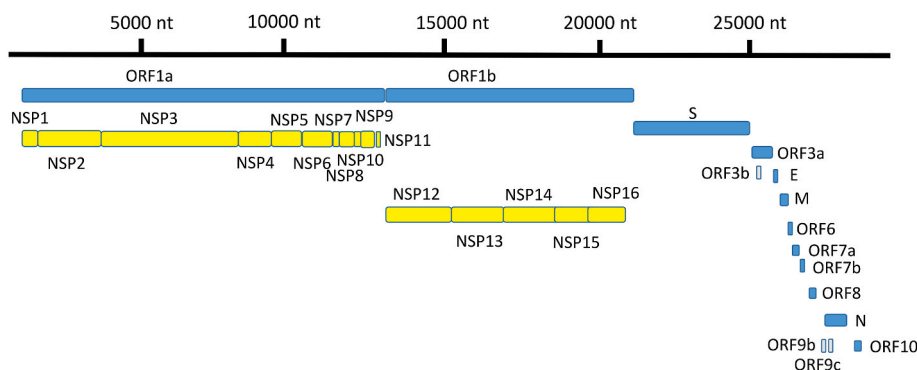 5000 nt 10000 nt 15000 nt 20000 nt 25000 nt
ORF1a ORF1b
NSP1 NSP3 NSP5 NSP7 NSP9 S
NSP11
NSP2 NSP4 NSP6 NSP10
NSP8
ORF3a
ORF3b E
NSP12 NSP14 NSP16 M
NSP13 NSP15
ORF6
ORF7a
ORF7b
ORF8
N
ORF9b ORF10
ORF9c